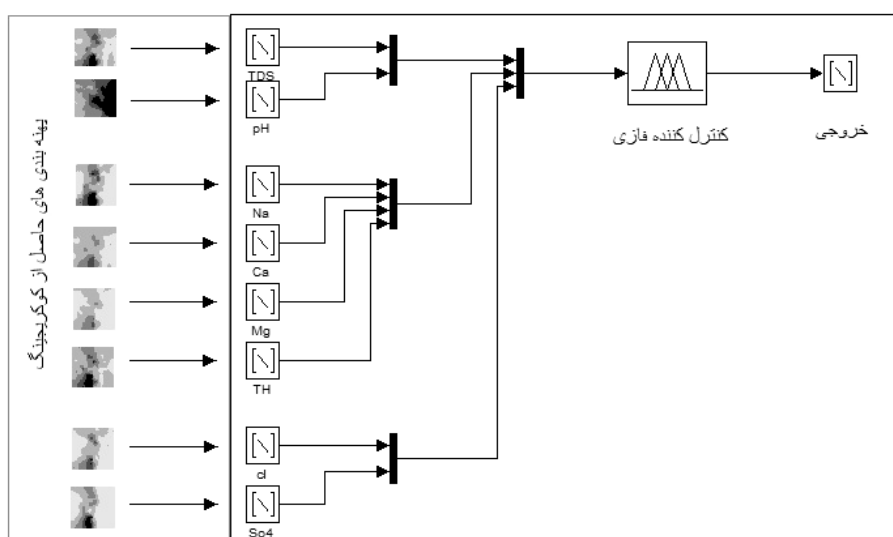 پهنه بندی های حاصل از کوکریجینگ
TDS
pH
Na
Ca
Mg
TH
cl
So4
کنترل کننده فازی
خروجی